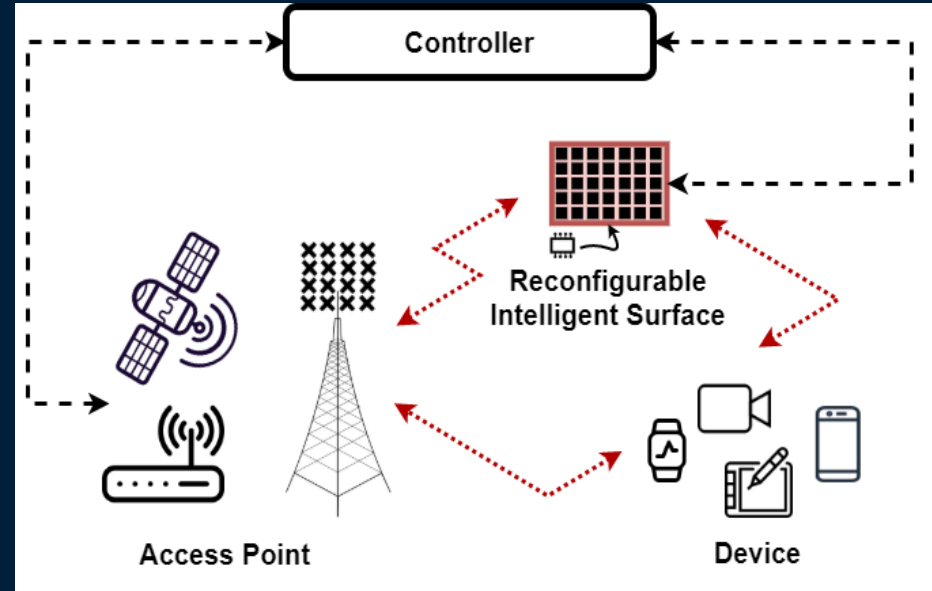 Controller
Reconfigurable
Intelligent Surface
Access Point
Device